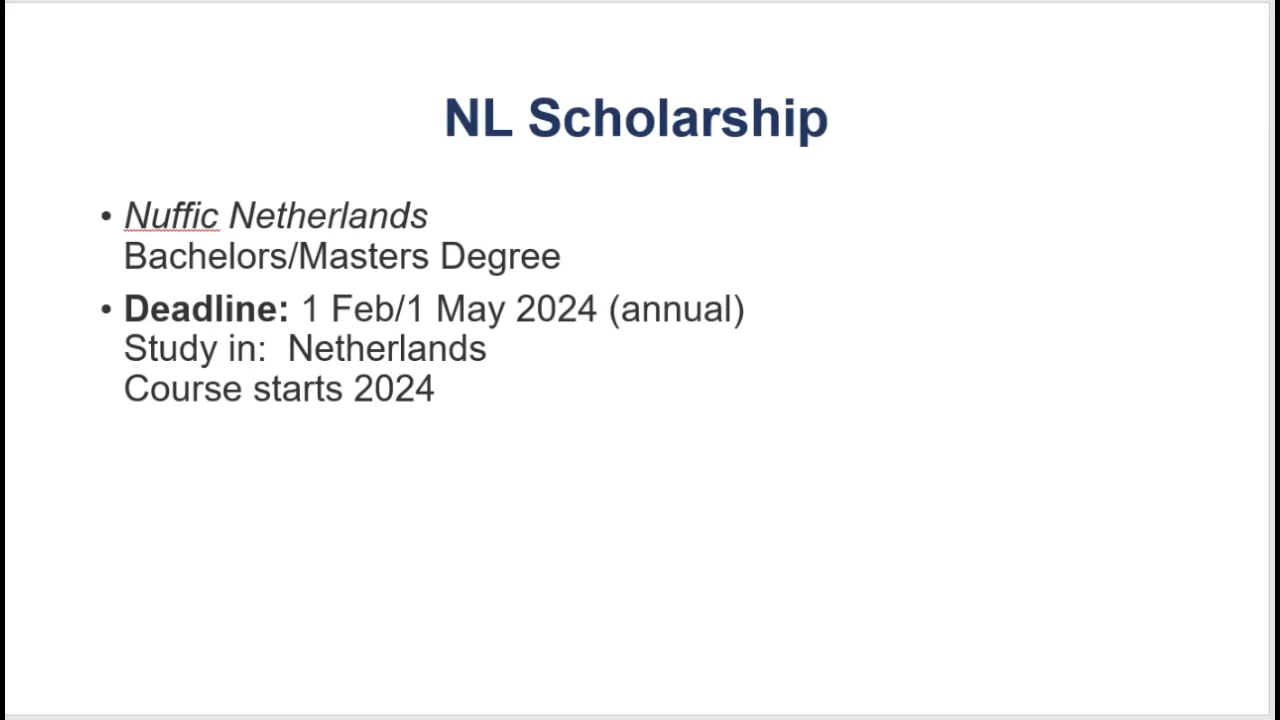 NL Scholarship
• Nuffic Netherlands
Bachelors/Masters Degree
• Deadline: 1 Feb/1 May 2024 (annual)
Study in:  Netherlands
Course starts 2024